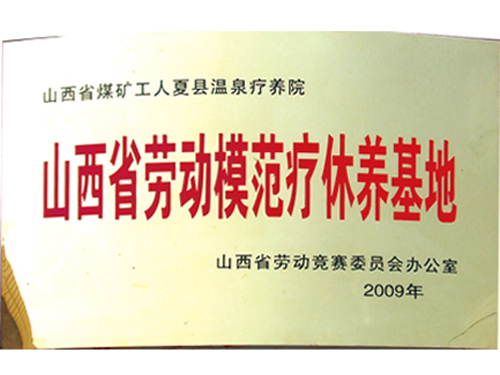 山西省煤矿工人夏县温泉疗养院
山西省劳动模范疗休养基地
山西省劳动竞赛委员会办公室
2009年